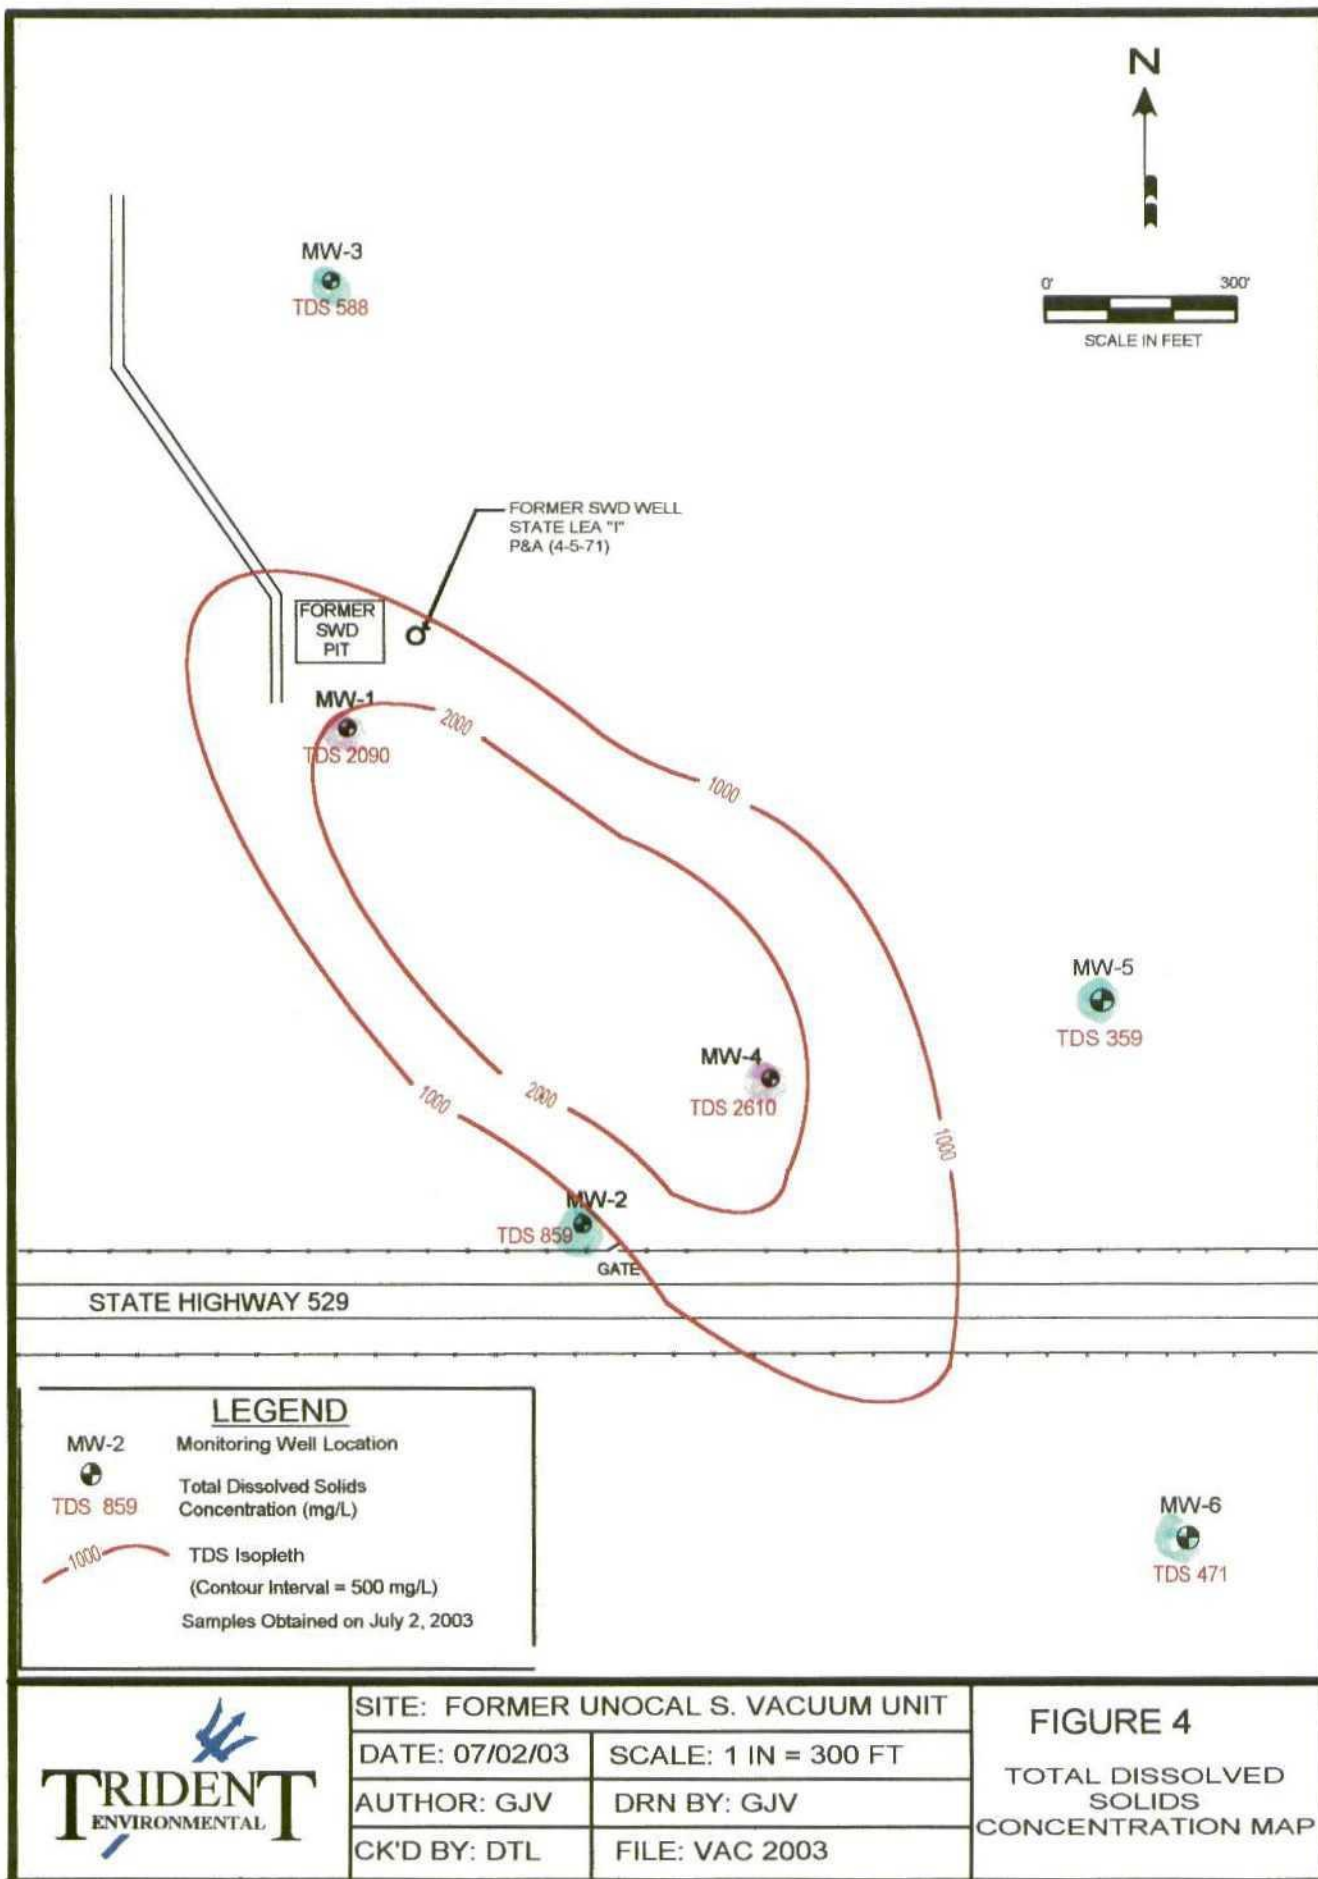 N
MW-3
TDS 588
0' 300'
SCALE IN FEET
FORMER SWD WELL
STATE LEA "I"
P&A (4-5-71)
FORMER
SWD
PIT
MW-1
TDS 2090
2000
1000
MW-5
TDS 359
MW-4
TDS 2610
1000
2000
1000
MW-2
TDS 859
GATE
STATE HIGHWAY 529
LEGEND
MW-2 Monitoring Well Location
TDS 859 Total Dissolved Solids
Concentration (mg/L)
1000 TDS Isopleth
(Contour Interval = 500 mg/L)
Samples Obtained on July 2, 2003
MW-6
TDS 471
TRIDENT
ENVIRONMENTAL
SITE: FORMER UNOCAL S. VACUUM UNIT
DATE: 07/02/03 SCALE: 1 IN = 300 FT
AUTHOR: GJV DRN BY: GJV
CK'D BY: DTL FILE: VAC 2003
FIGURE 4
TOTAL DISSOLVED
SOLIDS
CONCENTRATION MAP